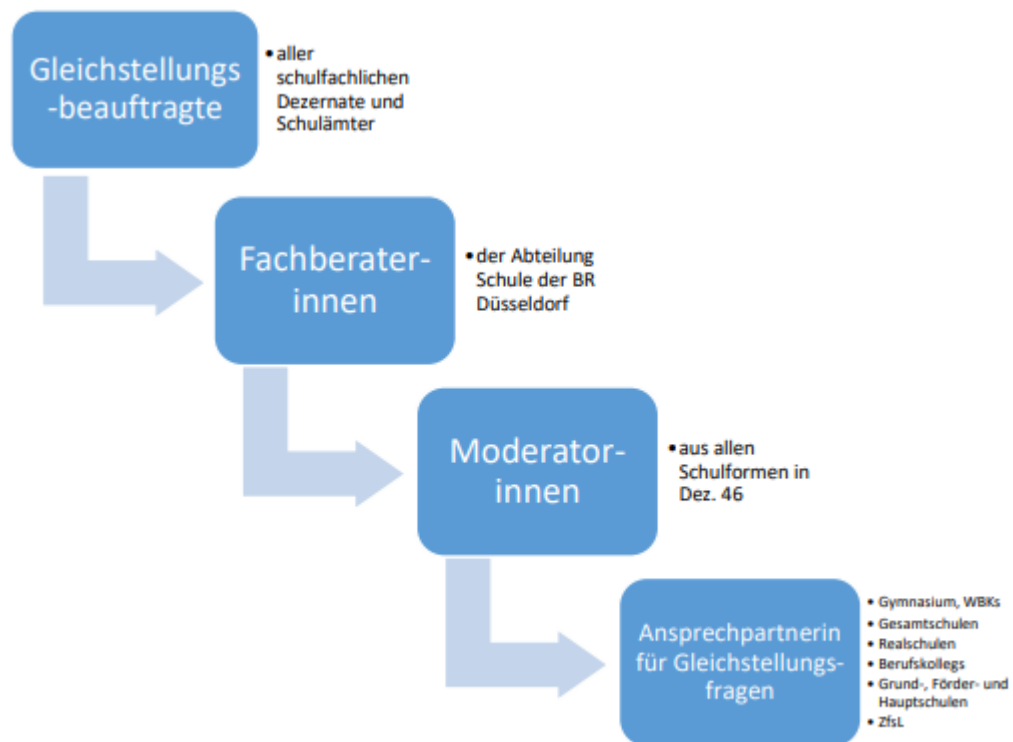 Gleichstellungs
-beauftragte
• aller
schulfachlichen
Dezernate und
Schulämter
Fachberater-
innen
• der Abteilung
Schule der BR
Düsseldorf
Moderator-
innen
• aus allen
Schulformen in
Dez. 46
Ansprechpartnerin
für Gleichstellungs-
fragen
• Gymnasium, WBKs
• Gesamtschulen
• Realschulen
• Berufskollegs
• Grund-, Förder- und
Hauptschulen
• ZfsL